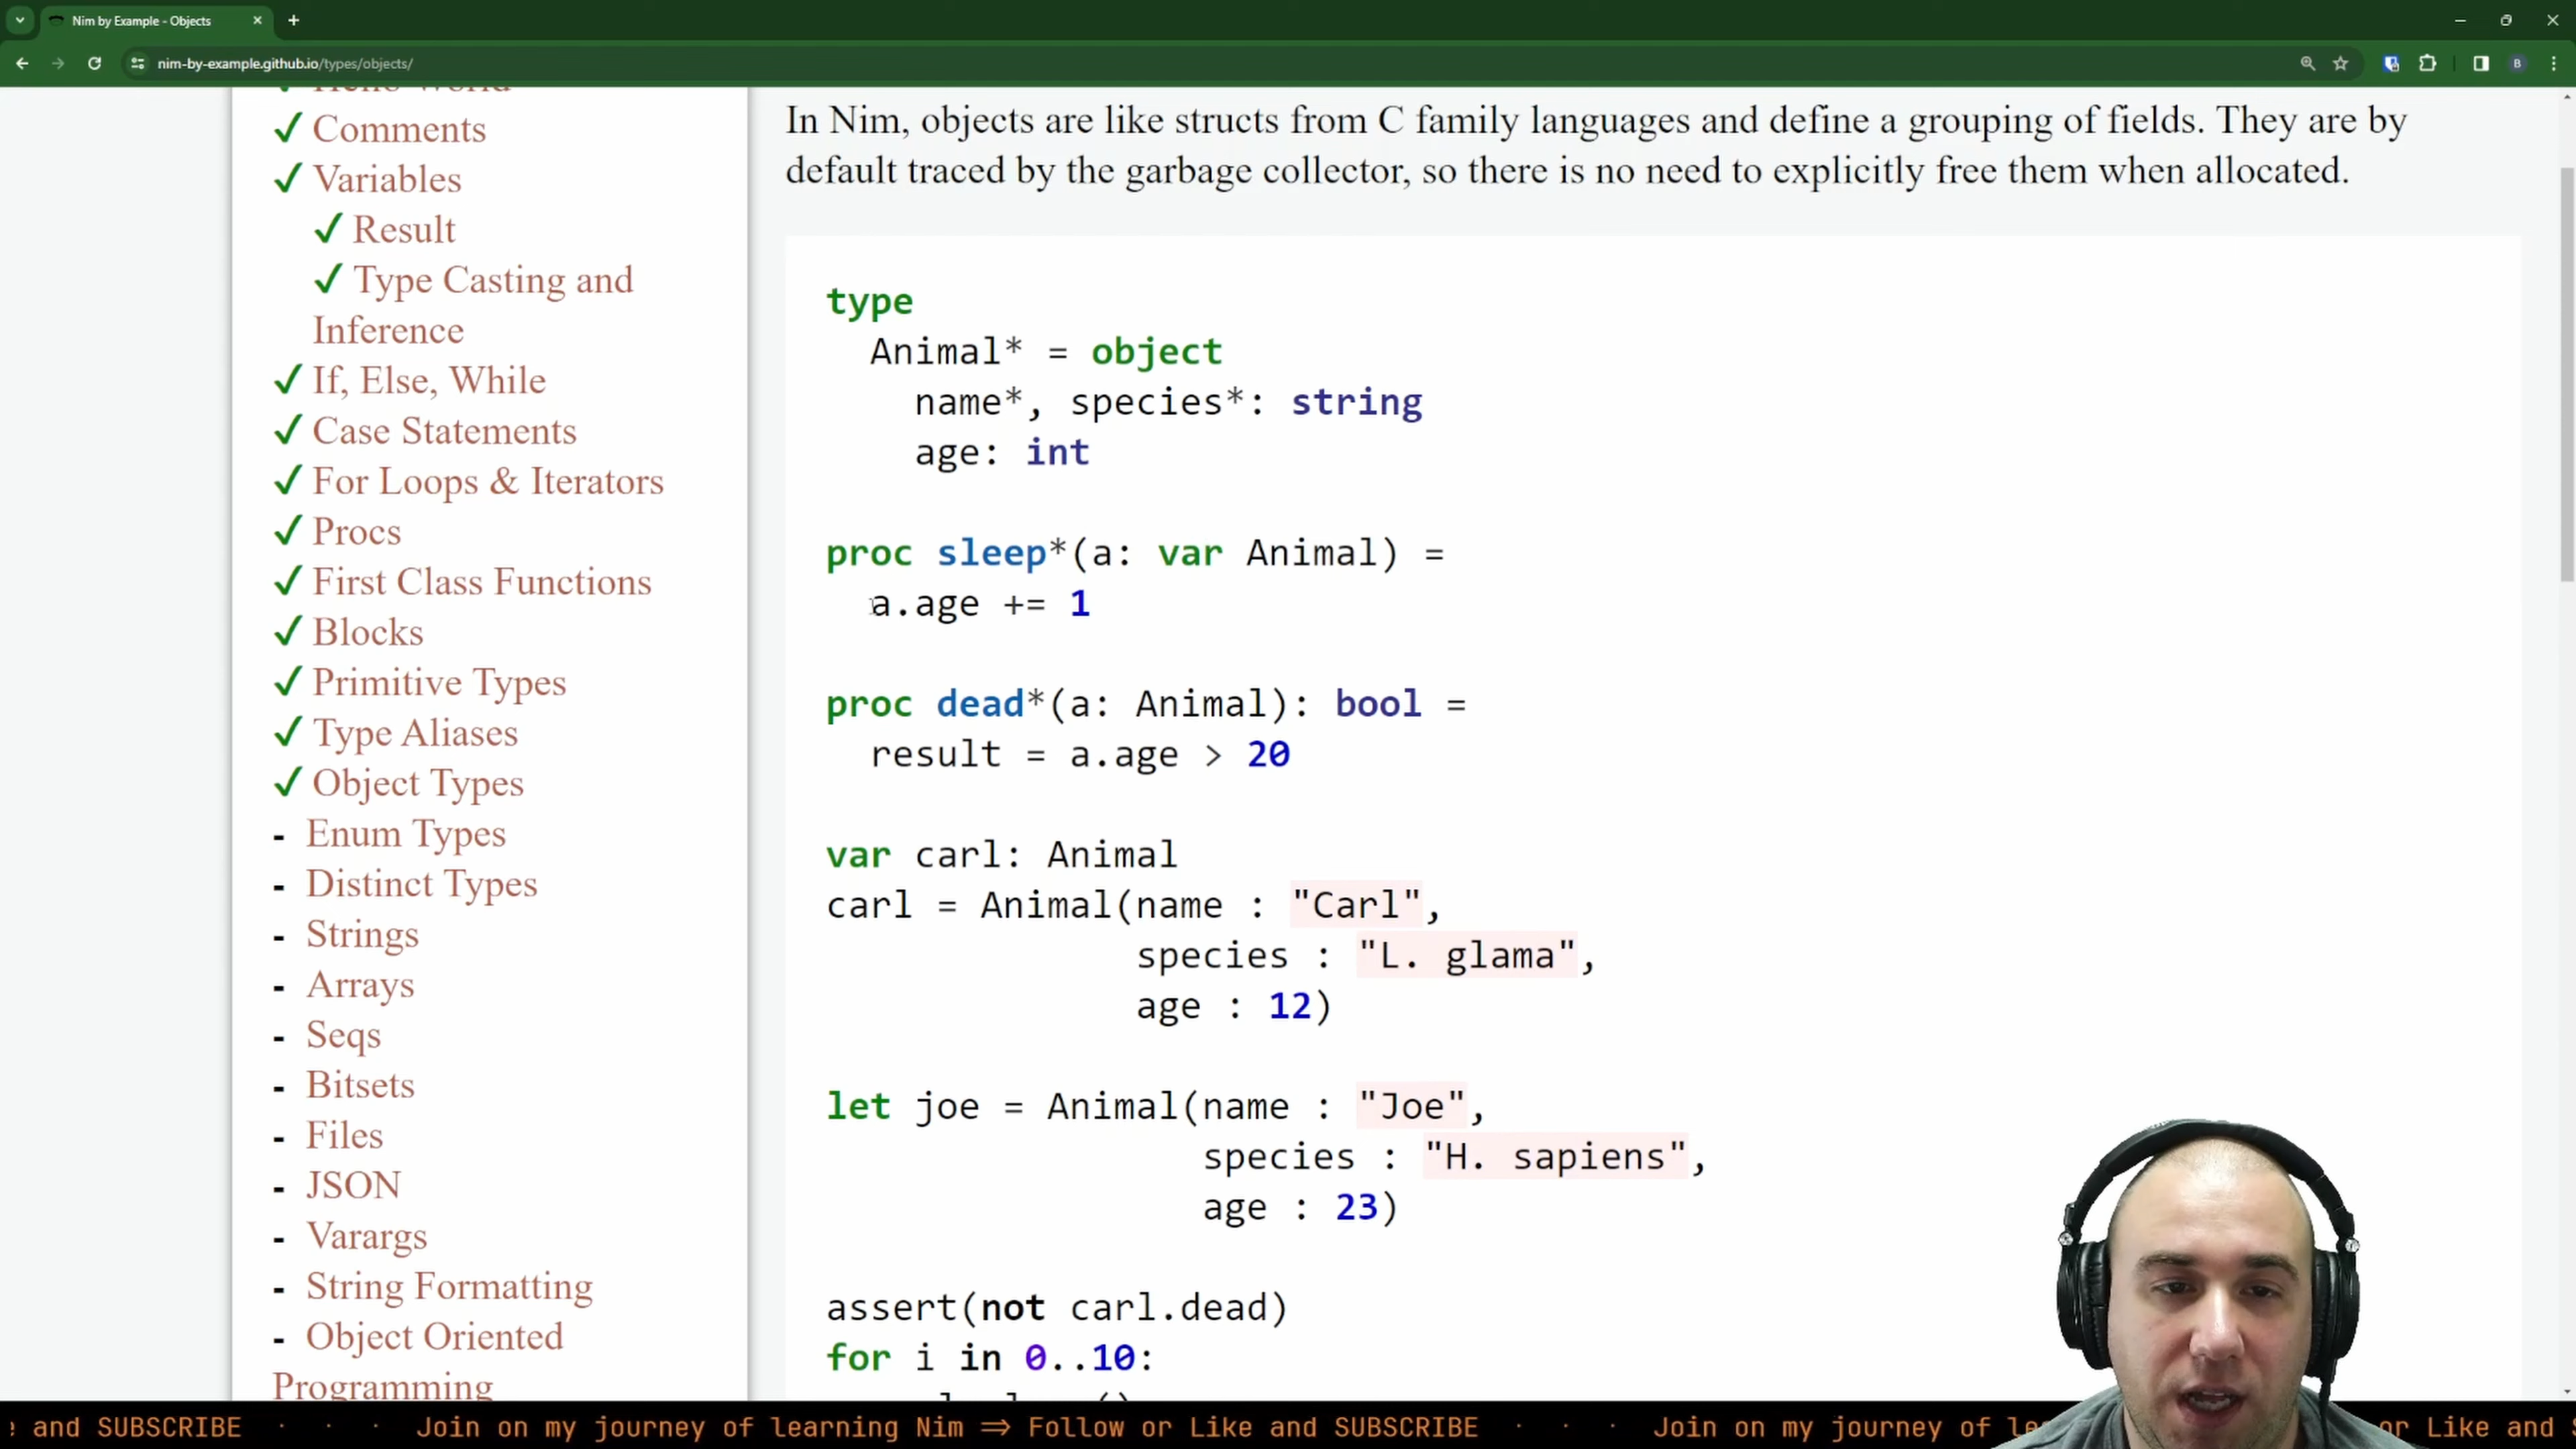 Nim by Example - Objects
nim-by-example.github.io/types/objects/
B
Hello World
✓ Comments
✓ Variables
✓ Result
✓ Type Casting and
Inference
✓ If, Else, While
✓ Case Statements
✓ For Loops & Iterators
✓ Procs
✓ First Class Functions
✓ Blocks
✓ Primitive Types
✓ Type Aliases
✓ Object Types
- Enum Types
- Distinct Types
- Strings
- Arrays
- Seqs
- Bitsets
- Files
- JSON
- Varargs
- String Formatting
- Object Oriented
Programming
In Nim, objects are like structs from C family languages and define a grouping of fields. They are by
default traced by the garbage collector, so there is no need to explicitly free them when allocated.
type
Animal* = object
name*, species*: string
age: int
proc sleep*(a: var Animal) =
a.age += 1
proc dead*(a: Animal): bool =
result = a.age > 20
var carl: Animal
carl = Animal(name : "Carl",
species : "L. glama",
age : 12)
let joe = Animal(name : "Joe",
species : "H. sapiens",
age : 23)
assert(not carl.dead)
for i in 0..10:
e and SUBSCRIBE · · · Join on my journey of learning Nim => Follow or Like and SUBSCRIBE · · · Join on my journey of le or Like and